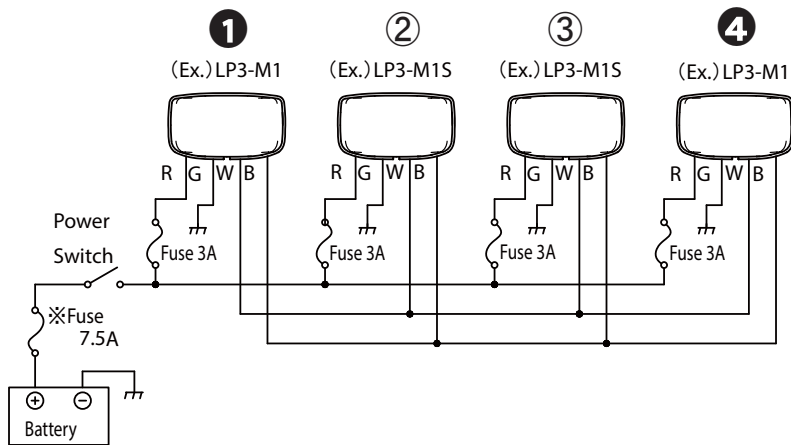 ❶ ② ③ ❹
(Ex.)LP3-M1 (Ex.)LP3-M1S (Ex.)LP3-M1S (Ex.)LP3-M1
R G W B R G W B R G W B R G W B
Power
Switch
Fuse 3A Fuse 3A Fuse 3A Fuse 3A
※Fuse
7.5A
+ −
Battery